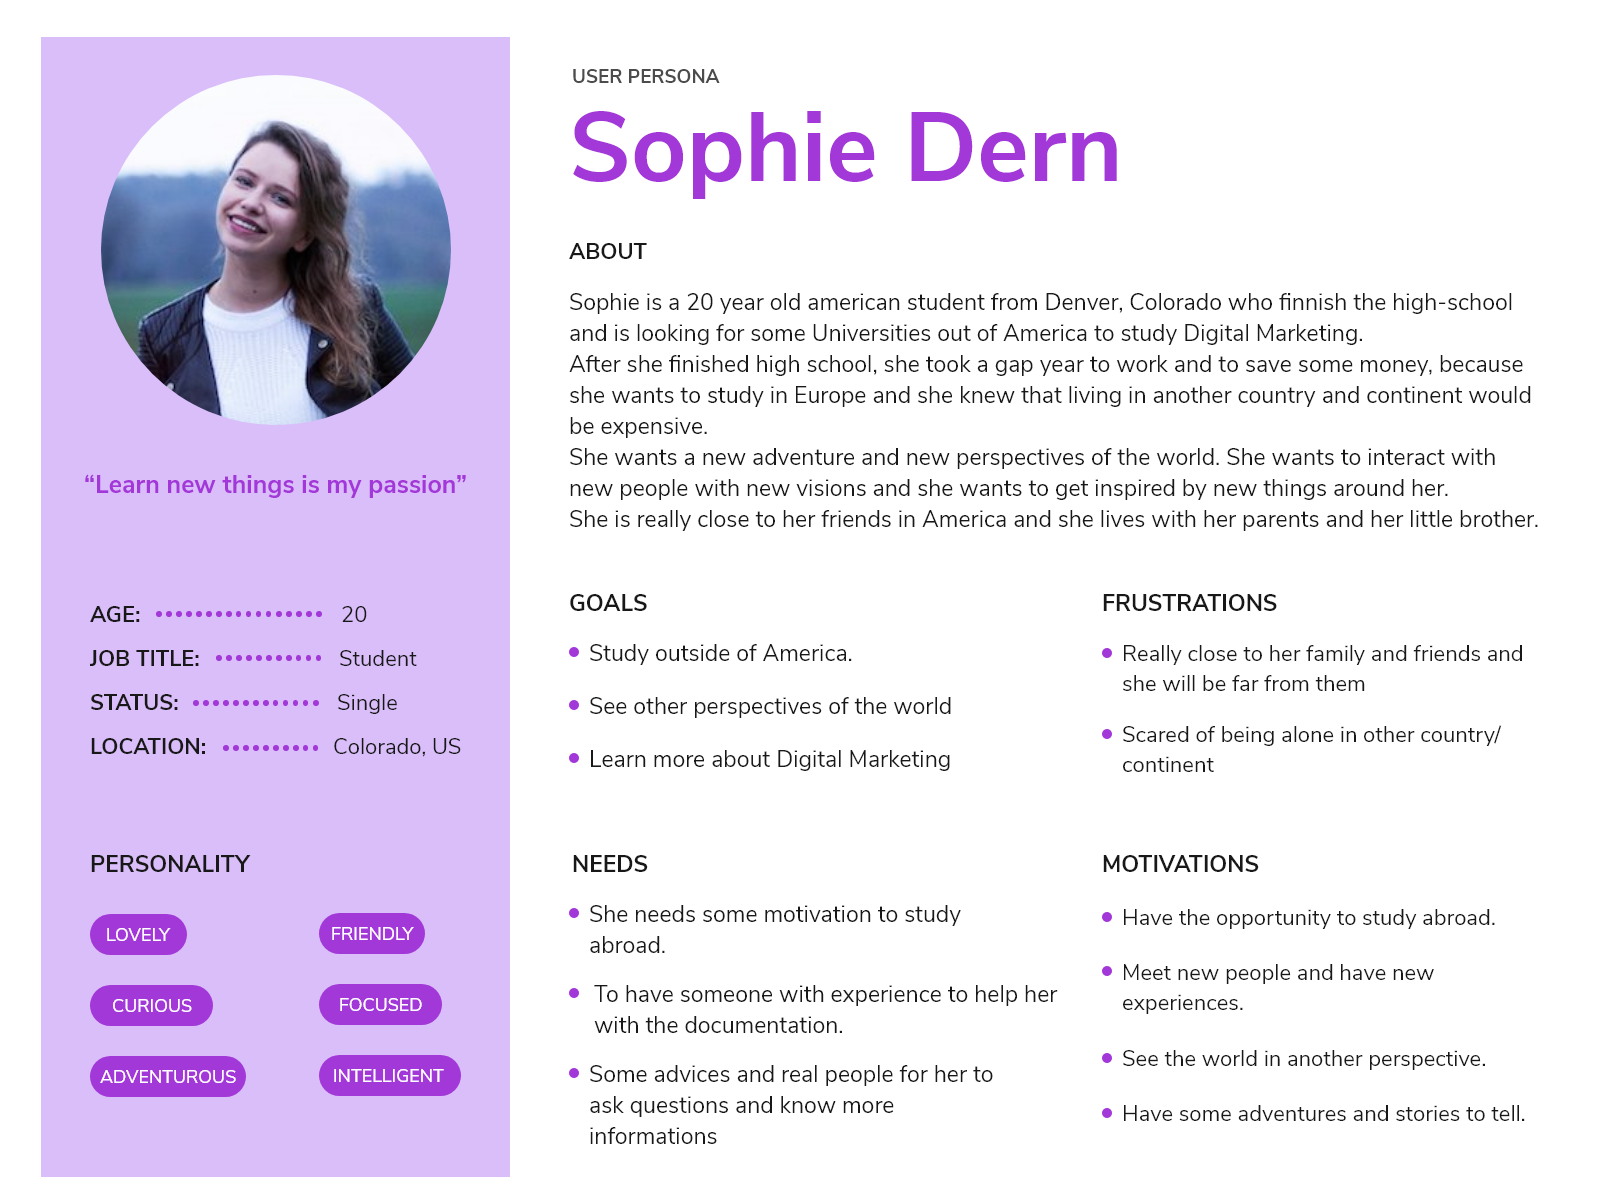 USER PERSONA
Sophie Dern
“Learn new things is my passion”
AGE: 20
JOB TITLE: Student
STATUS: Single
LOCATION: Colorado, US
PERSONALITY
LOVELY FRIENDLY
CURIOUS FOCUSED
ADVENTUROUS INTELLIGENT
ABOUT
Sophie is a 20 year old american student from Denver, Colorado who finnish the high-school
and is looking for some Universities out of America to study Digital Marketing.
After she finished high school, she took a gap year to work and to save some money, because
she wants to study in Europe and she knew that living in another country and continent would
be expensive.
She wants a new adventure and new perspectives of the world. She wants to interact with
new people with new visions and she wants to get inspired by new things around her.
She is really close to her friends in America and she lives with her parents and her little brother.
GOALS
Study outside of America.
See other perspectives of the world
Learn more about Digital Marketing
FRUSTRATIONS
Really close to her family and friends and
she will be far from them
Scared of being alone in other country/
continent
NEEDS
She needs some motivation to study
abroad.
To have someone with experience to help her
with the documentation.
Some advices and real people for her to
ask questions and know more
informations
MOTIVATIONS
Have the opportunity to study abroad.
Meet new people and have new
experiences.
See the world in another perspective.
Have some adventures and stories to tell.